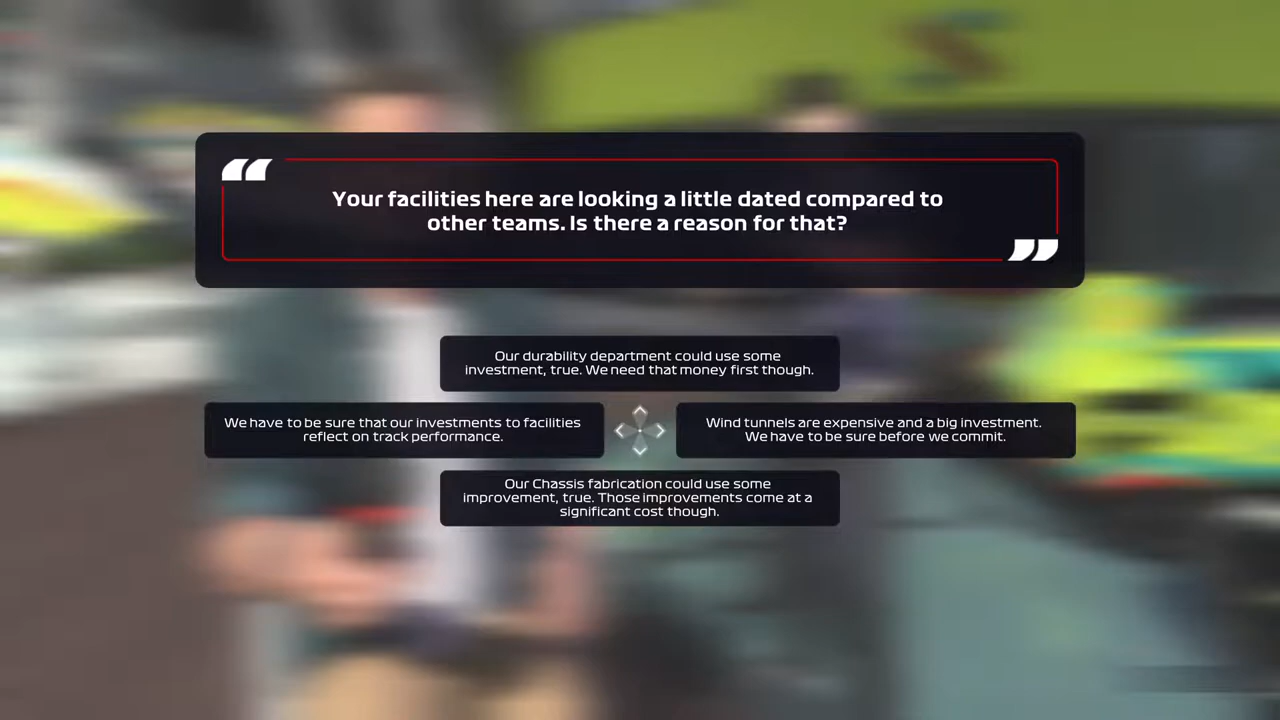 Your facilities here are looking a little dated compared to
other teams. Is there a reason for that?
Our durability department could use some
investment, true. We need that money first though.
We have to be sure that our investments to facilities
reflect on track performance.
Wind tunnels are expensive and a big investment.
We have to be sure before we commit.
Our Chassis fabrication could use some
improvement, true. Those improvements come at a
significant cost though.